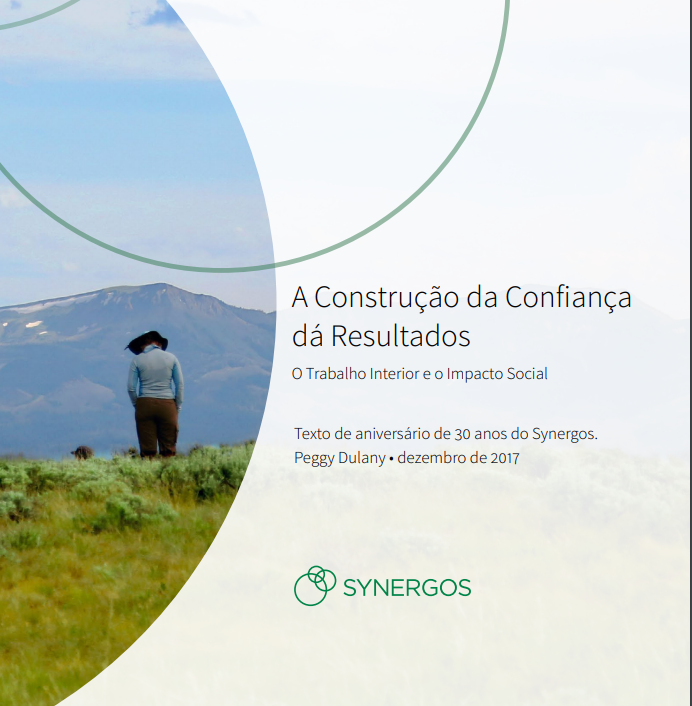 A Construção da Confiança
dá Resultados
O Trabalho Interior e o Impacto Social
Texto de aniversário de 30 anos do Synergos.
Peggy Dulany • dezembro de 2017
SYNERGOS